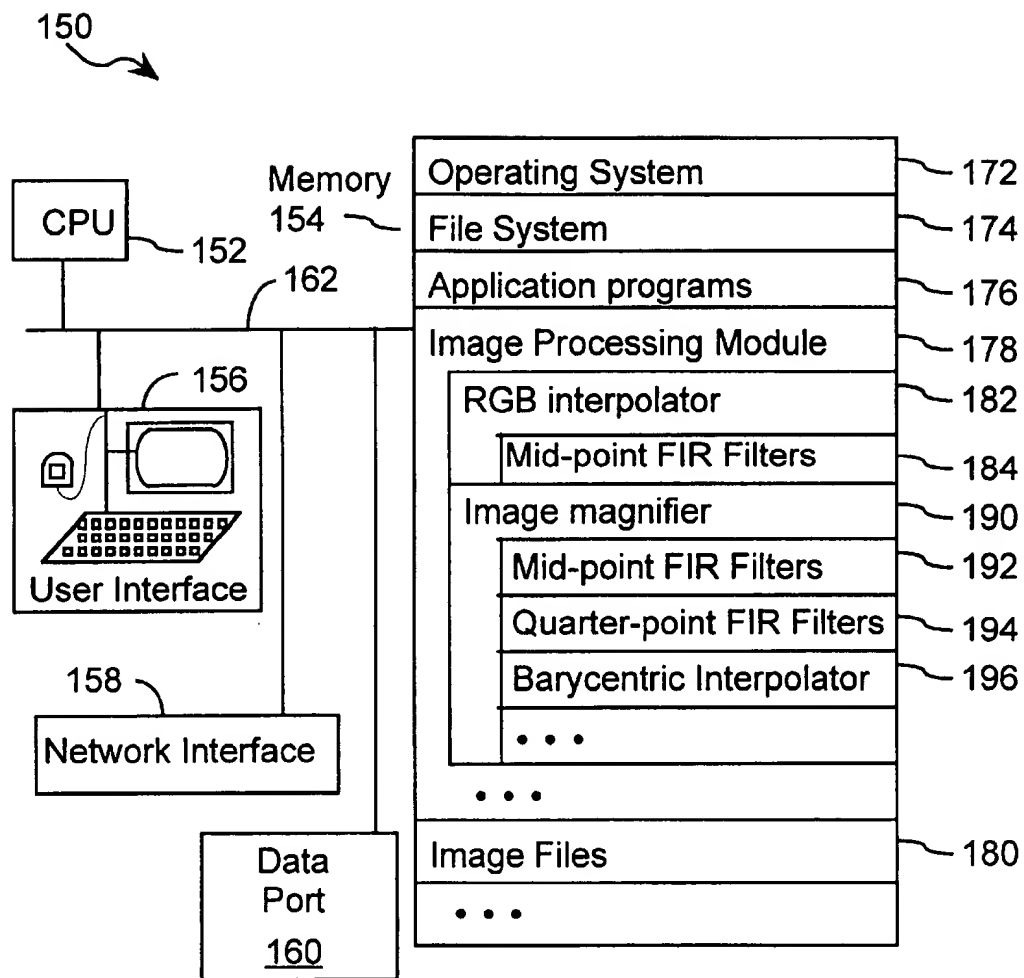 150
Memory
154
CPU
152
162
156
User Interface
158
Network Interface
Data
Port
160
Operating System
172
File System
174
Application programs
176
Image Processing Module
178
RGB interpolator
182
Mid-point FIR Filters
184
Image magnifier
190
Mid-point FIR Filters
192
Quarter-point FIR Filters
194
Barycentric Interpolator
196
• • •
• • •
Image Files
180
• • •